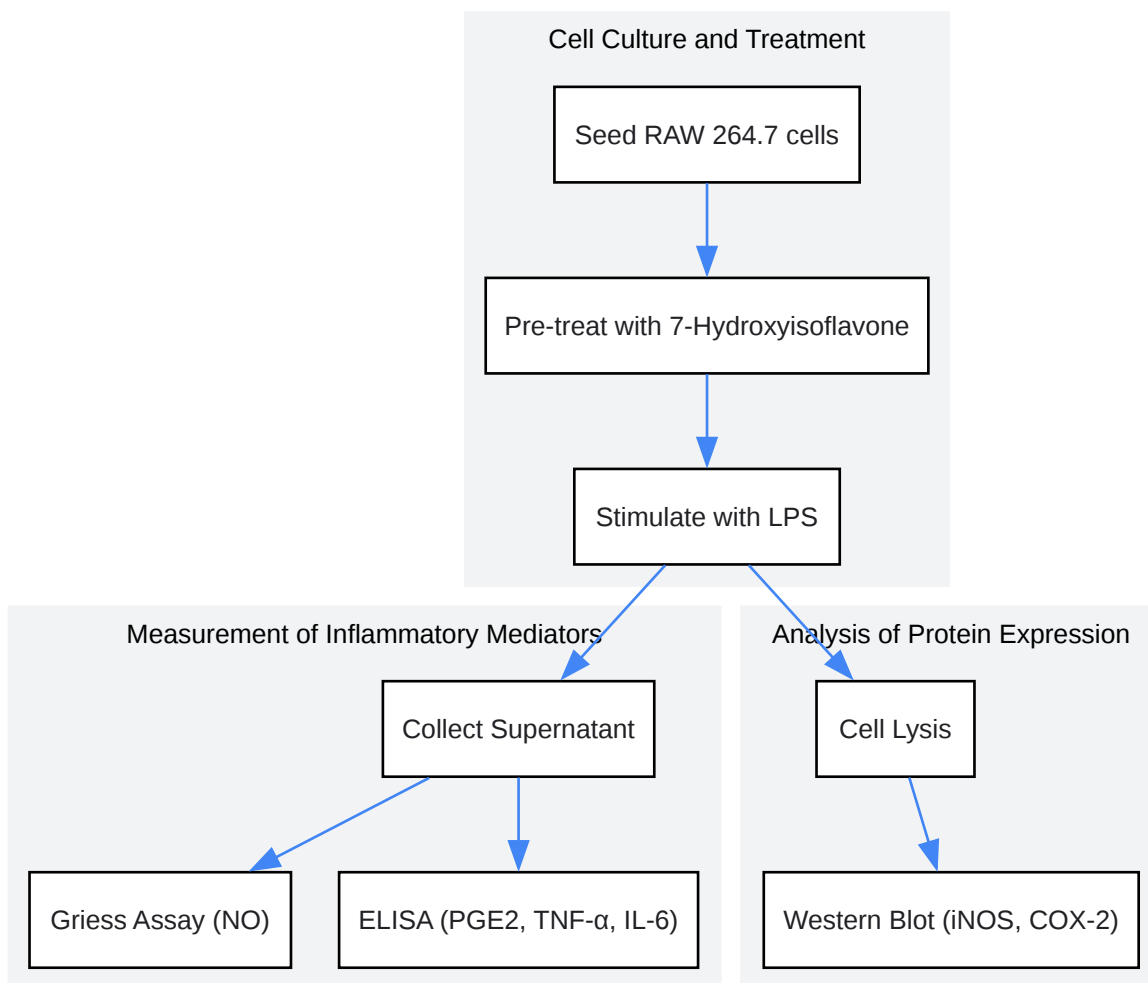 Cell Culture and Treatment
Seed RAW 264.7 cells
Pre-treat with 7-Hydroxyisoflavone
Stimulate with LPS
Measurement of Inflammatory Mediators
Collect Supernatant
Griess Assay (NO)
ELISA (PGE2, TNF-α, IL-6)
Analysis of Protein Expression
Cell Lysis
Western Blot (iNOS, COX-2)